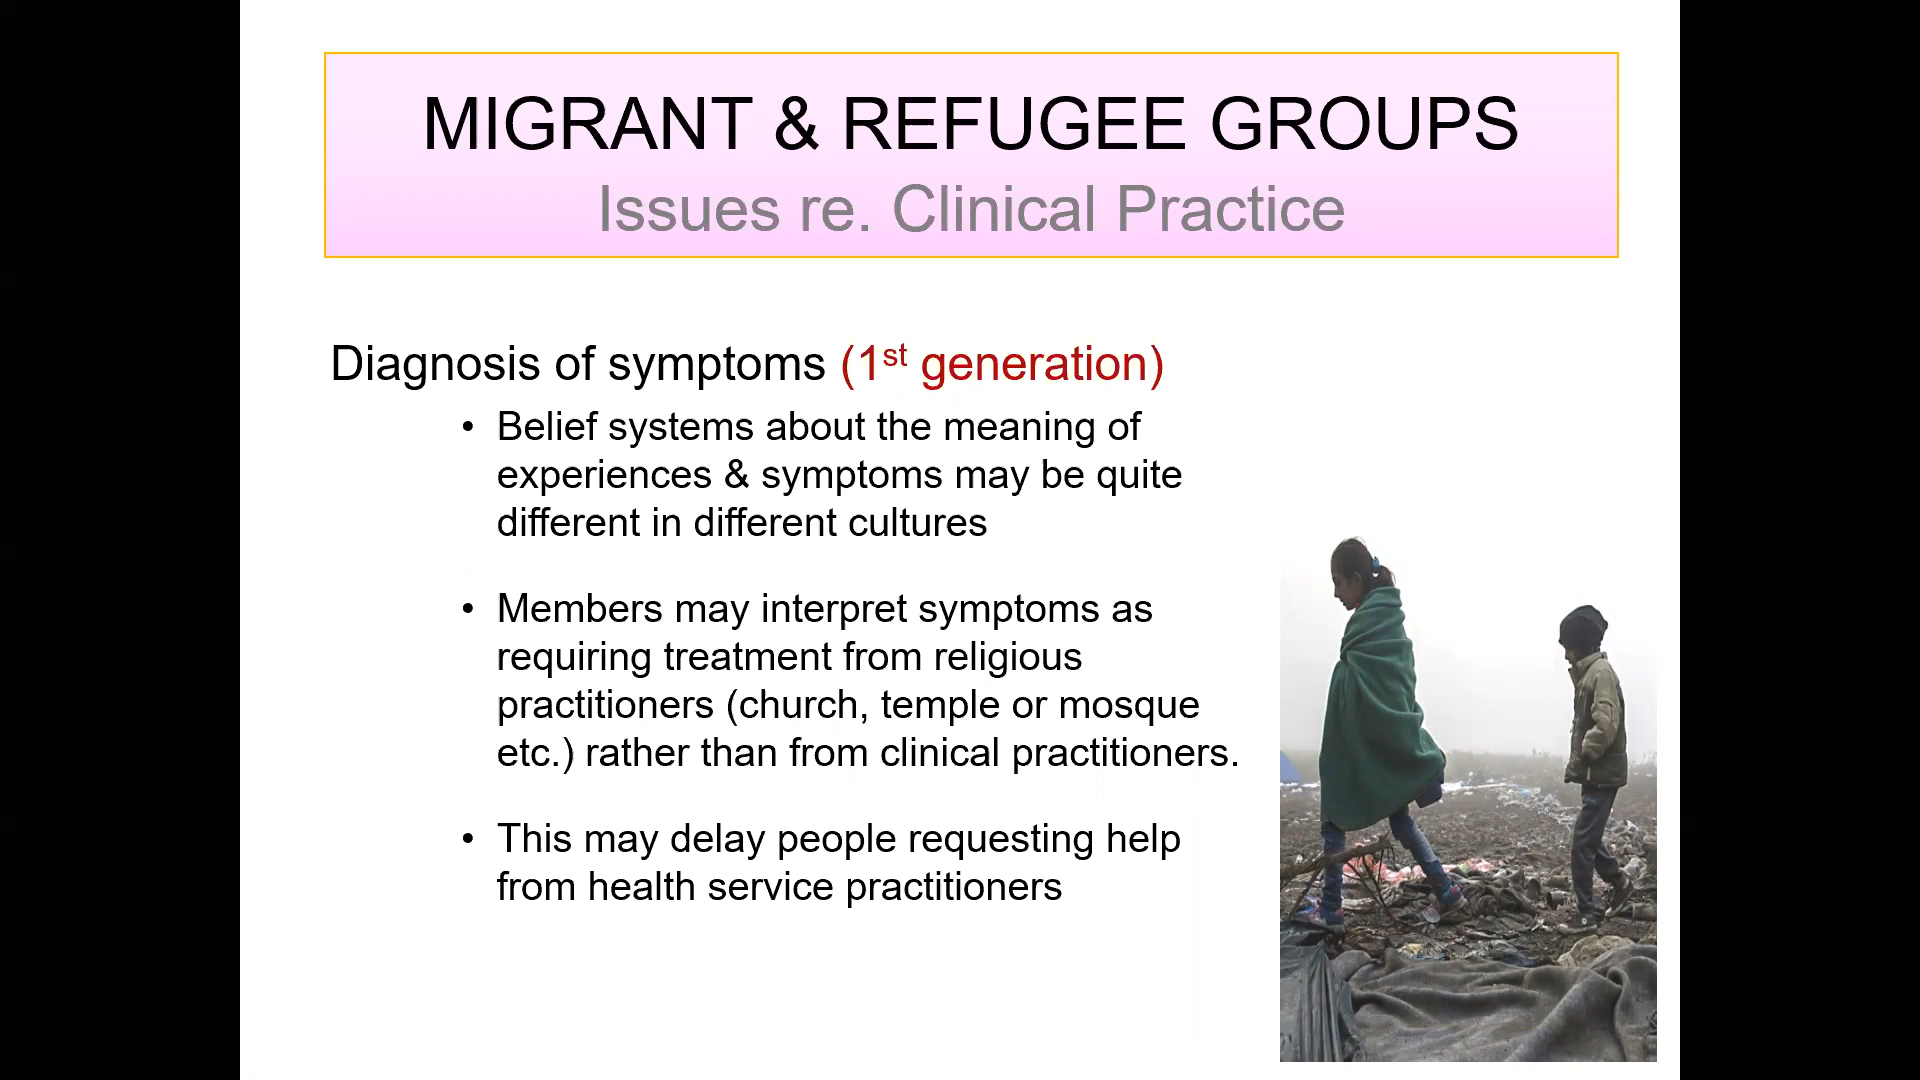 MIGRANT & REFUGEE GROUPS
Issues re. Clinical Practice
Diagnosis of symptoms (1st generation)
• Belief systems about the meaning of
experiences & symptoms may be quite
different in different cultures
• Members may interpret symptoms as
requiring treatment from religious
practitioners (church, temple or mosque
etc.) rather than from clinical practitioners.
• This may delay people requesting help
from health service practitioners